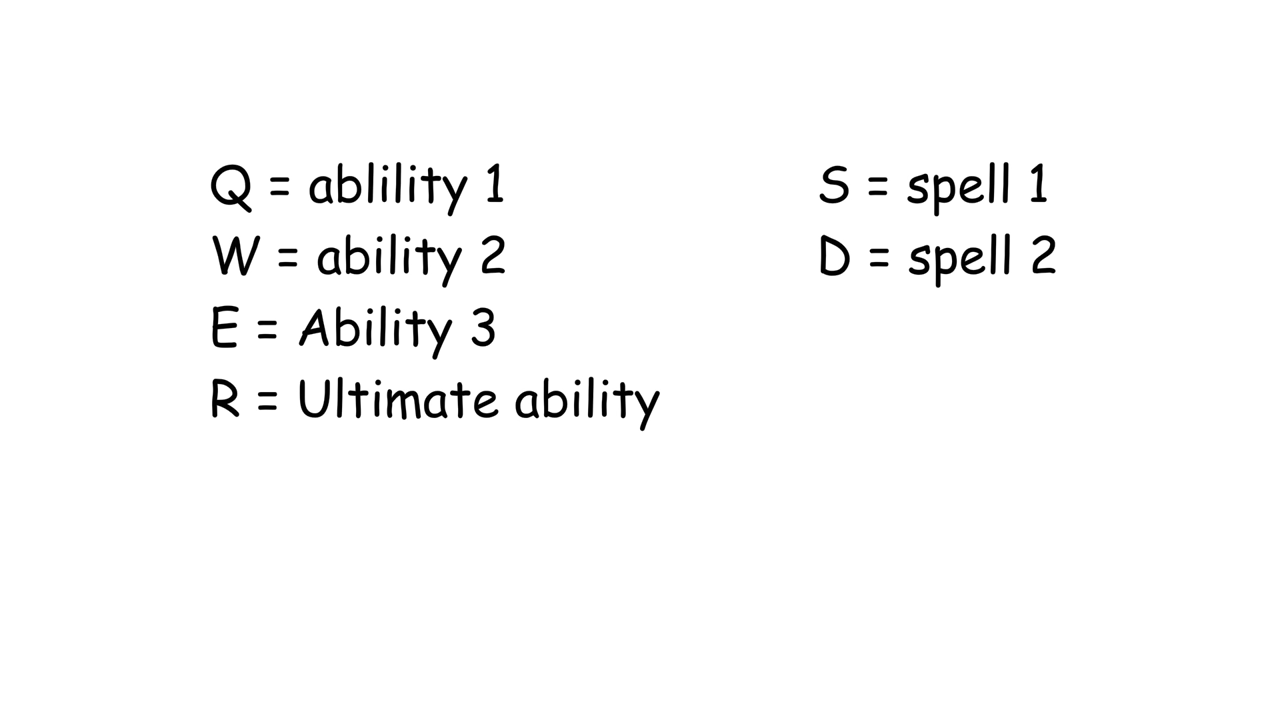 Q = ablility 1
W = ability 2
E = Ability 3
R = Ultimate ability
S = spell 1
D = spell 2